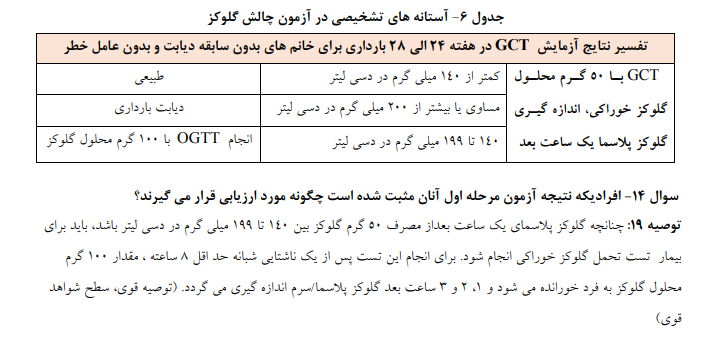 جدول ۶- آستانه های تشخیصی در آزمون چالش گلوکز
تفسیر نتایج آزمایش GCT در هفته ۲۴ الی ۲۸ بارداری برای خانم های بدون سابقه دیابت و بدون عامل خطر
GCT با ۵۰ گرم محلول
گلوکز خوراکی، اندازه گیری
گلوکز پلاسما یک ساعت بعد
کمتر از ۱۴۰ میلی گرم در دسی لیتر
طبیعی
مساوی یا بیشتر از ۲۰۰ میلی گرم در دسی لیتر
دیابت بارداری
۱۴۰ تا ۱۹۹ میلی گرم در دسی لیتر
انجام OGTT با ۱۰۰ گرم محلول گلوکز
سوال ۱۴- افرادیکه نتیجه آزمون مرحله اول آنان مثبت شده است چگونه مورد ارزیابی قرار می گیرند؟
توصیه ۱۹: چنانچه گلوکز پلاسمای یک ساعت بعداز مصرف ۵۰ گرم گلوکز بین ۱۴۰ تا ۱۹۹ میلی گرم در دسی لیتر باشد، باید برای
بیمار تست تحمل گلوکز خوراکی انجام شود. برای انجام این تست پس از یک ناشتایی شبانه حد اقل ۸ ساعته ، مقدار ۱۰۰ گرم
محلول گلوکز به فرد خورانده می شود و ۱، ۲ و ۳ ساعت بعد گلوکز پلاسما/سرم اندازه گیری می گردد. (توصیه قوی، سطح شواهد
قوی)